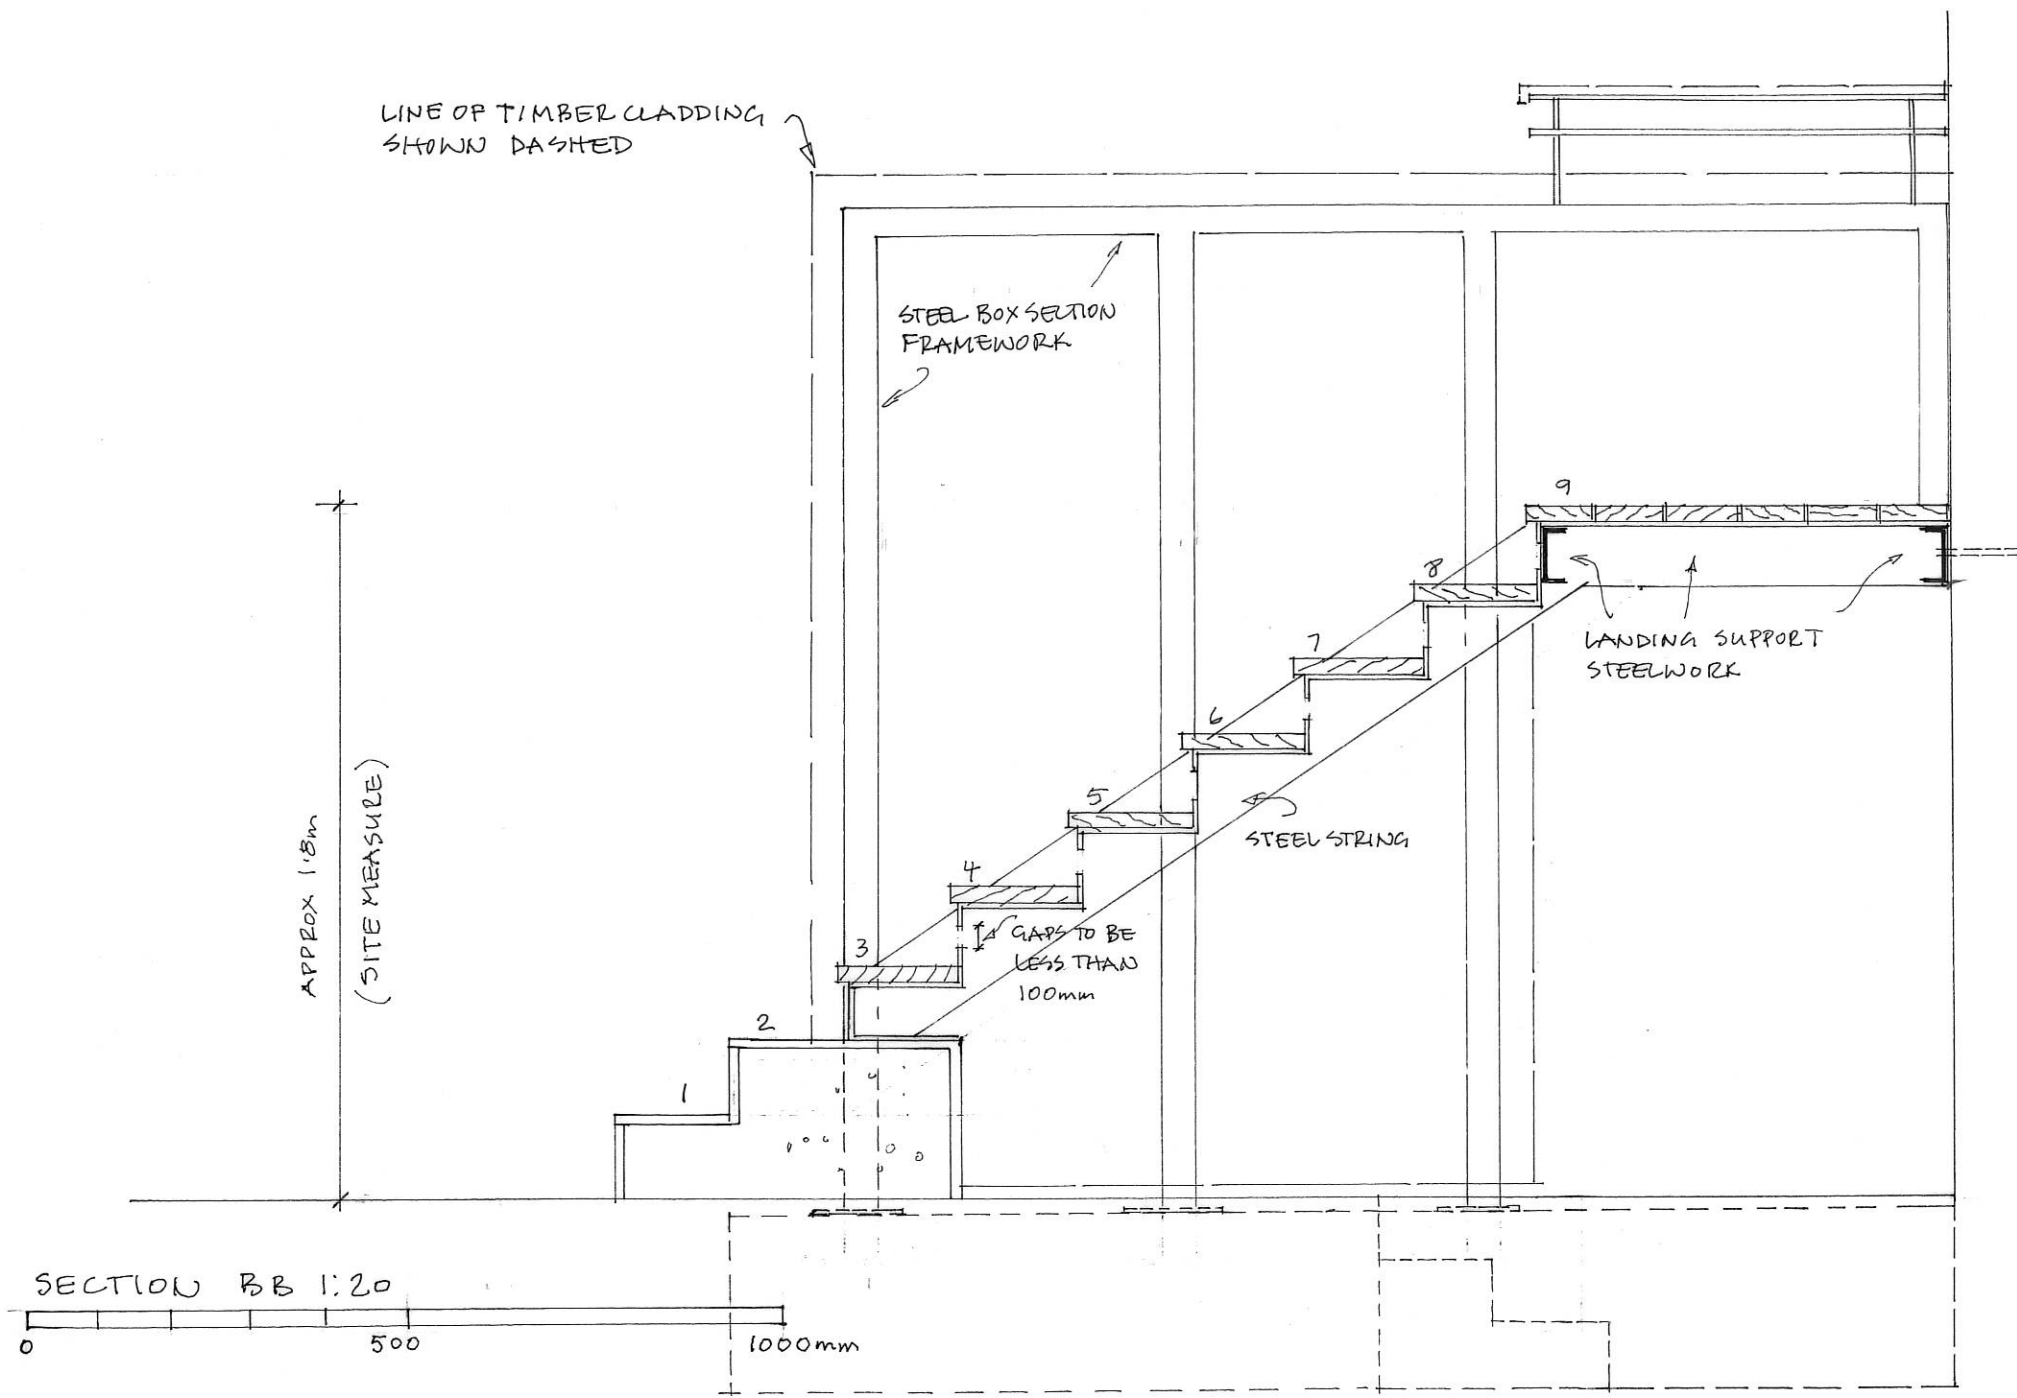 LINE OF TIMBER CLADDING
SHOWN DASHED
STEEL BOX SECTION
FRAMEWORK
9
8
7
6
5
4
3
2
1
LANDING SUPPORT
STEELWORK
STEEL STRING
GAPS TO BE
LESS THAN
100mm
APPROX 1·8m
(SITE MEASURE)
SECTION BB 1:20
0 500 1000mm